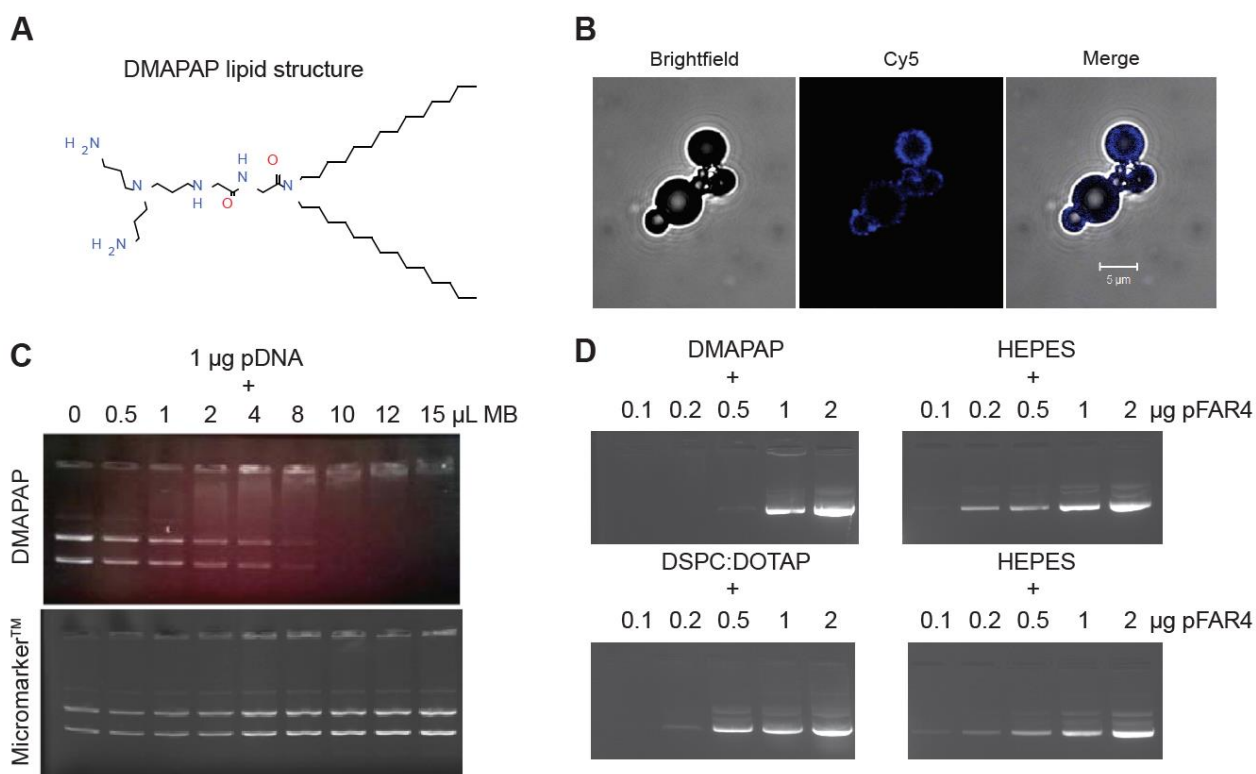 A
DMAPAP lipid structure
H
2
N
N
N
H
O
H
N
O
N
H
2
N
B
Brightfield Cy5 Merge
5 µm
C
1 µg pDNA
+
0 0.5 1 2 4 8 10 12 15 µL MB
DMAPAP
Micromarker™
D
DMAPAP HEPES
+ +
0.1 0.2 0.5 1 2 0.1 0.2 0.5 1 2 µg pFAR4
DSPC:DOTAP HEPES
+ +
0.1 0.2 0.5 1 2 0.1 0.2 0.5 1 2 µg pFAR4